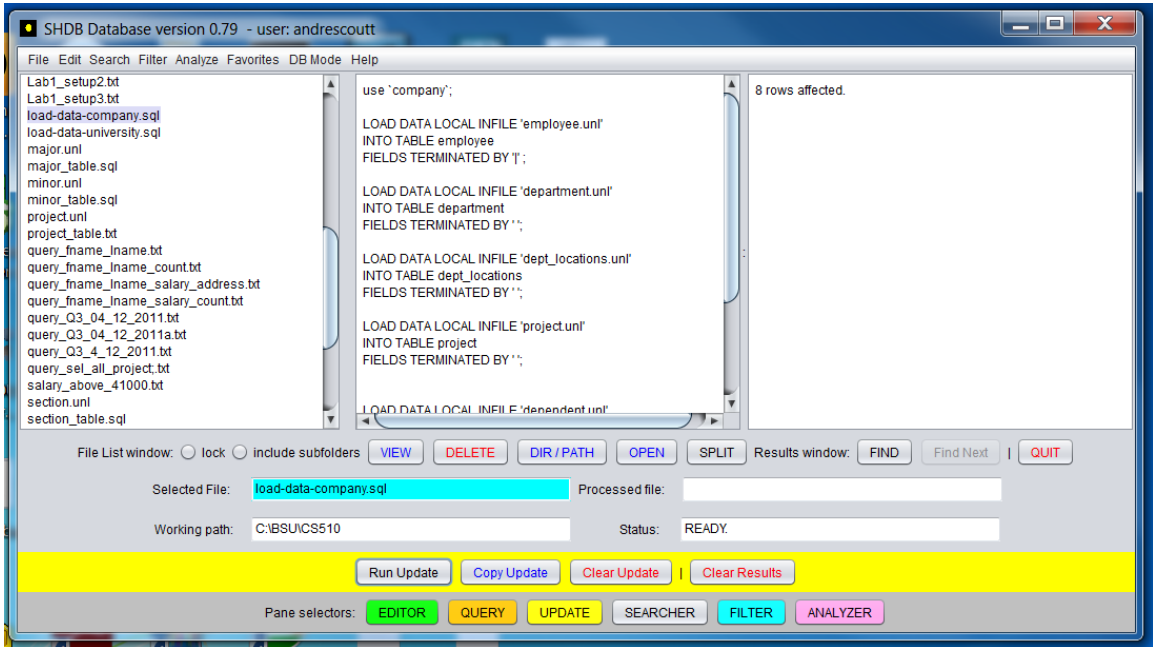 SHDB Database version 0.79 - user: andrescoutt
File Edit Search Filter Analyze Favorites DB Mode Help
Lab1_setup2.txt
Lab1_setup3.txt
load-data-company.sql
load-data-university.sql
major.unl
major_table.sql
minor.unl
minor_table.sql
project.unl
project_table.txt
query_fname_lname.txt
query_fname_lname_count.txt
query_fname_lname_salary_address.txt
query_fname_lname_salary_count.txt
query_Q3_04_12_2011.txt
query_Q3_04_12_2011a.txt
query_Q3_4_12_2011.txt
query_sel_all_project;.txt
salary_above_41000.txt
section.unl
section_table.sql
use `company`;
LOAD DATA LOCAL INFILE 'employee.unl'
INTO TABLE employee
FIELDS TERMINATED BY '|' ;
LOAD DATA LOCAL INFILE 'department.unl'
INTO TABLE department
FIELDS TERMINATED BY ' ';
LOAD DATA LOCAL INFILE 'dept_locations.unl'
INTO TABLE dept_locations
FIELDS TERMINATED BY ' ';
LOAD DATA LOCAL INFILE 'project.unl'
INTO TABLE project
FIELDS TERMINATED BY ' ';
LOAD DATA LOCAL INFILE 'dependent.unl'
8 rows affected.
File List window: lock include subfolders VIEW DELETE DIR / PATH OPEN SPLIT Results window: FIND Find Next | QUIT
Selected File: load-data-company.sql Processed file:
Working path: C:\BSU\CS510 Status: READY.
Run Update Copy Update Clear Update | Clear Results
Pane selectors: EDITOR QUERY UPDATE SEARCHER FILTER ANALYZER